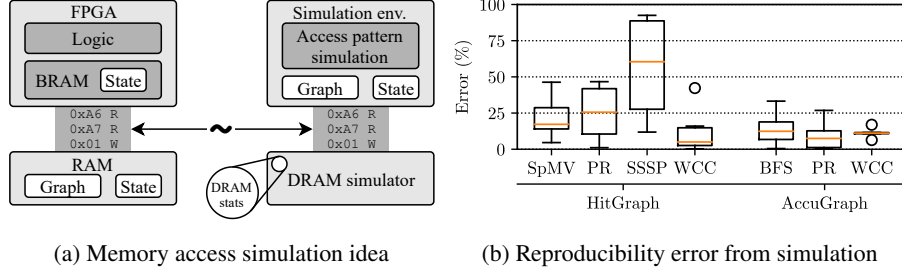 FPGA
Logic
BRAM State
0xA6 R
0xA7 R
0x01 W
RAM
Graph State
~
Simulation env.
Access pattern
simulation
Graph State
0xA6 R
0xA7 R
0x01 W
DRAM simulator
DRAM
stats
(a) Memory access simulation idea
Error (%)
100
75
50
25
0
SpMV PR SSSP WCC BFS PR WCC
HitGraph AccuGraph
(b) Reproducibility error from simulation